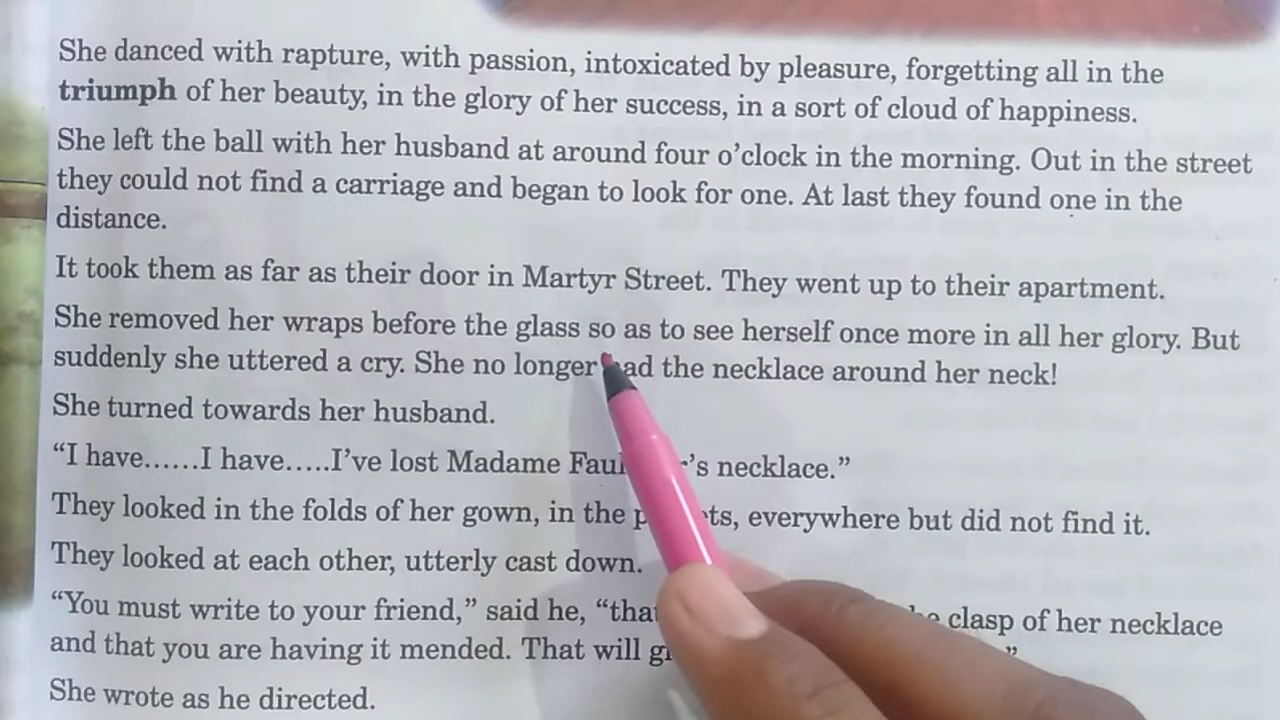 She danced with rapture, with passion, intoxicated by pleasure, forgetting all in the
triumph of her beauty, in the glory of her success, in a sort of cloud of happiness.
She left the ball with her husband at around four o’clock in the morning. Out in the street
they could not find a carriage and began to look for one. At last they found one in the
distance.
It took them as far as their door in Martyr Street. They went up to their apartment.
She removed her wraps before the glass so as to see herself once more in all her glory. But
suddenly she uttered a cry. She no longer the necklace around her neck!
She turned towards her husband.
“I have......I have.....I’ve lost Madame necklace.”
They looked in the folds of her gown, in the everywhere but did not find it.
They looked at each other, utterly cast down.
“You must write to your friend,” said he, clasp of her necklace
and that you are having it mended. That will
She wrote as he directed.